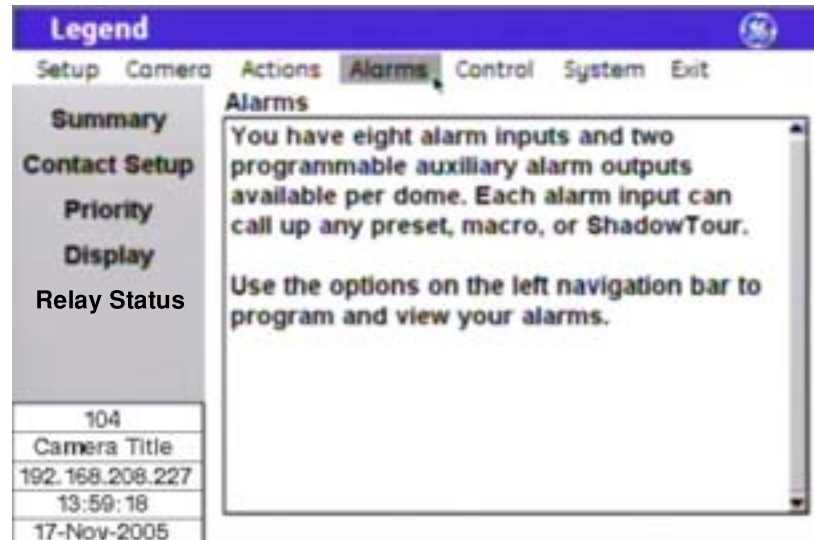 Legend
Setup Camera Actions Alarms Control System Exit
Summary
Contact Setup
Priority
Display
Relay Status
104
Camera Title
192.168.208.227
13:59:18
17-Nov-2005
Alarms
You have eight alarm inputs and two
programmable auxiliary alarm outputs
available per dome. Each alarm input can
call up any preset, macro, or ShadowTour.
Use the options on the left navigation bar to
program and view your alarms.
GE